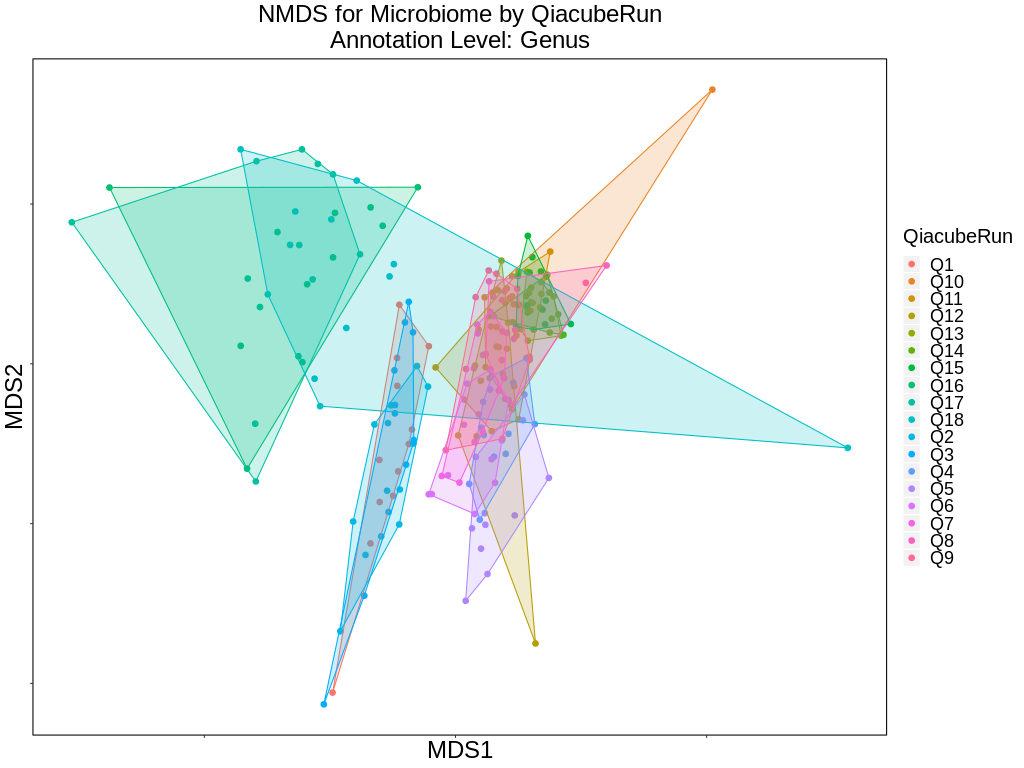 NMDS for Microbiome by QiacubeRun
Annotation Level: Genus
MDS2
MDS1
QiacubeRun
Q1
Q10
Q11
Q12
Q13
Q14
Q15
Q16
Q17
Q18
Q2
Q3
Q4
Q5
Q6
Q7
Q8
Q9